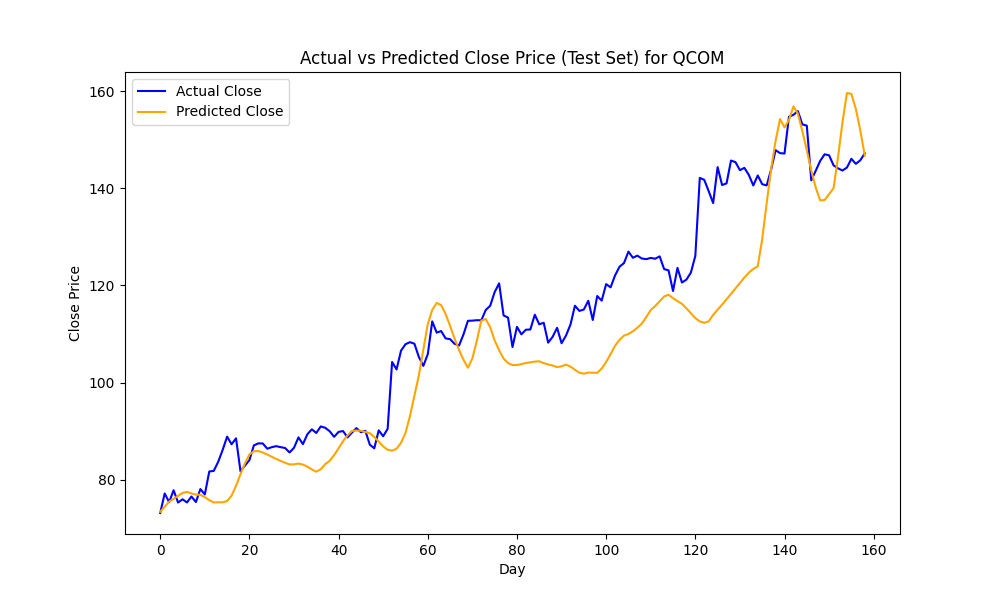 Actual vs Predicted Close Price (Test Set) for QCOM
Actual Close
Predicted Close
160
140
120
100
80
Close Price
0 20 40 60 80 100 120 140 160
Day